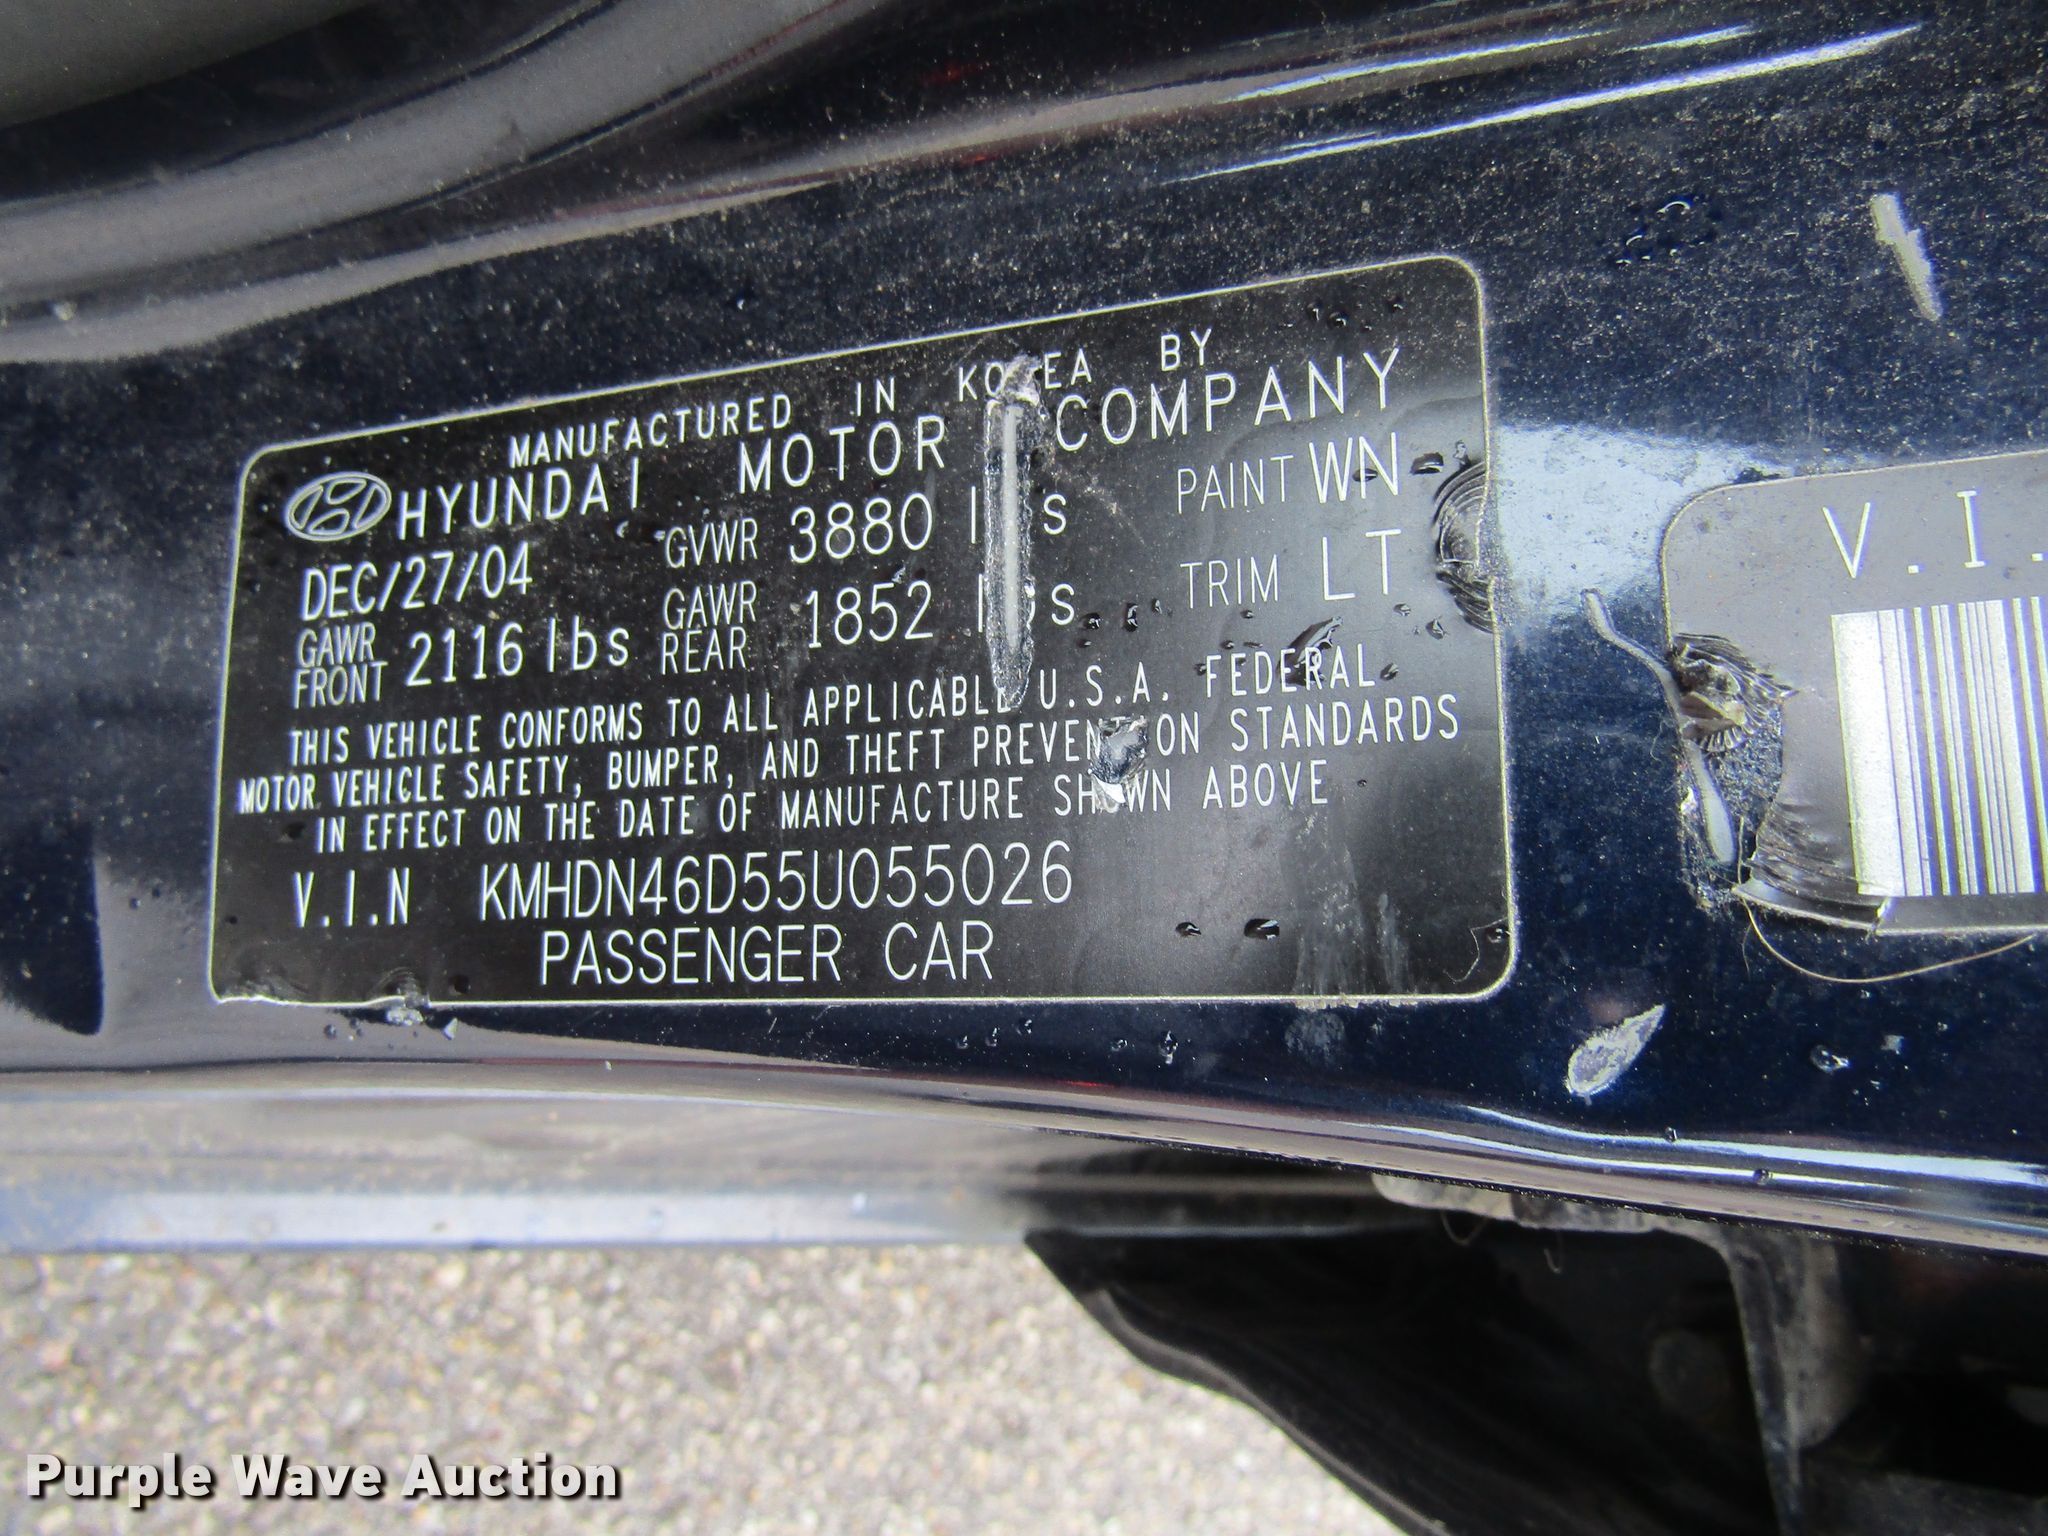 MANUFACTURED IN KOREA BY
HYUNDAI MOTOR COMPANY
DEC/27/04 GVWR 3880 lbs PAINT WN
GAWR FRONT 2116 lbs GAWR REAR 1852 lbs TRIM LT
THIS VEHICLE CONFORMS TO ALL APPLICABLE U.S.A. FEDERAL
MOTOR VEHICLE SAFETY, BUMPER, AND THEFT PREVENTION STANDARDS
IN EFFECT ON THE DATE OF MANUFACTURE SHOWN ABOVE
V.I.N KMHDN46D55U055026
PASSENGER CAR
V.I.
Purple Wave Auction